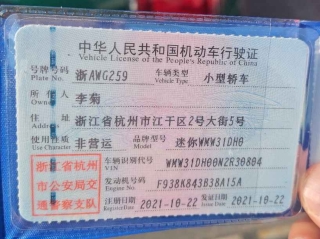 中华人民共和国机动车行驶证
Vehicle License of the People's Republic of China
号牌号码 浙AWG259 车辆类型 小型轿车
Plate No. Vehicle Type
所有人 李菊
Owner
住址 浙江省杭州市江干区2号大街5号
使用性质 非营运 品牌型号 迷你WMW31DH0
Use Character Model
浙江省杭州市公安局交通警察支队
车辆识别代号 WMW31DH00N2R30804
VIN
发动机号码 F938K843B38A15A
Engine No.
注册日期 2021-10-22 发证日期 2021-10-22
Register Date Issue Date